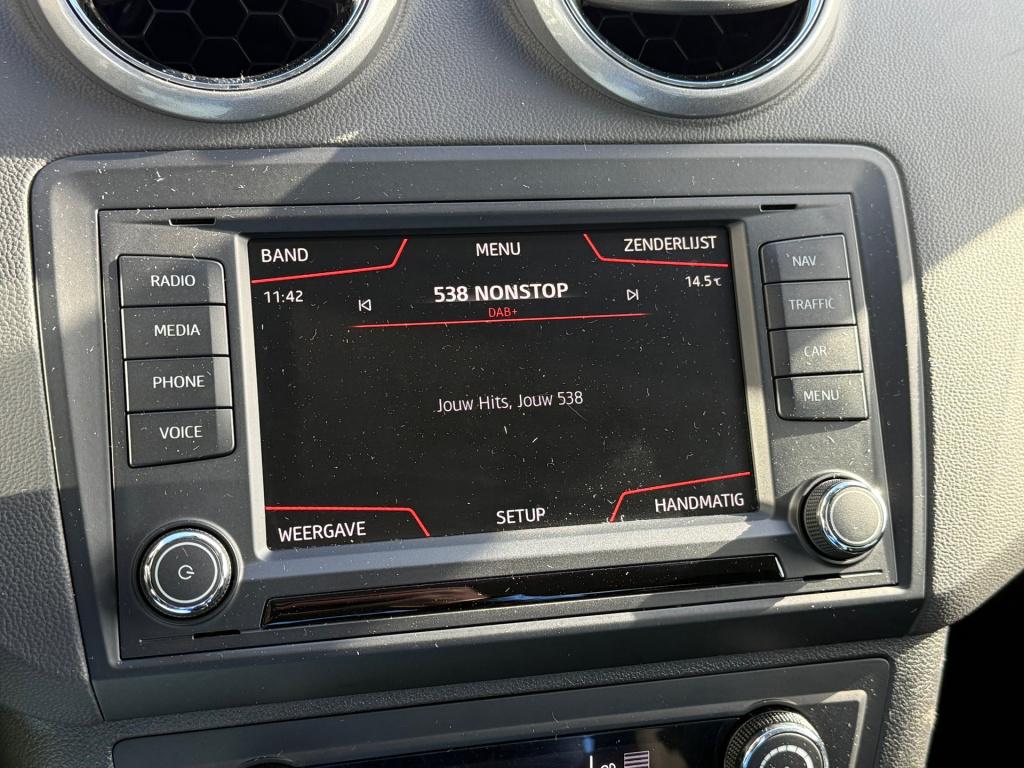 BAND MENU ZENDERLIJST
11:42 538 NONSTOP 14.5℃
DAB+
Jouw Hits, Jouw 538
WEERGAVE SETUP HANDMATIG
RADIO
MEDIA
PHONE
VOICE
NAV
TRAFFIC
CAR
MENU